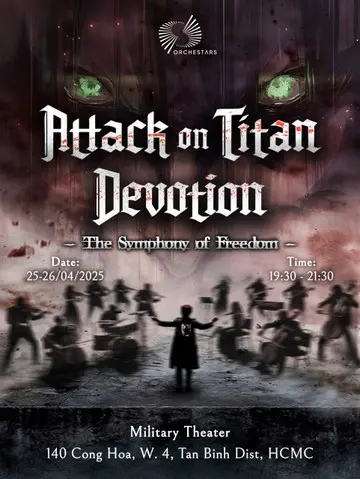 ORCHESTARS
Attack on Titan
Devotion
– The Symphony of Freedom –
Date:
25-26/04/2025
Time:
19:30 - 21:30
Military Theater
140 Cong Hoa, W. 4, Tan Binh Dist, HCMC